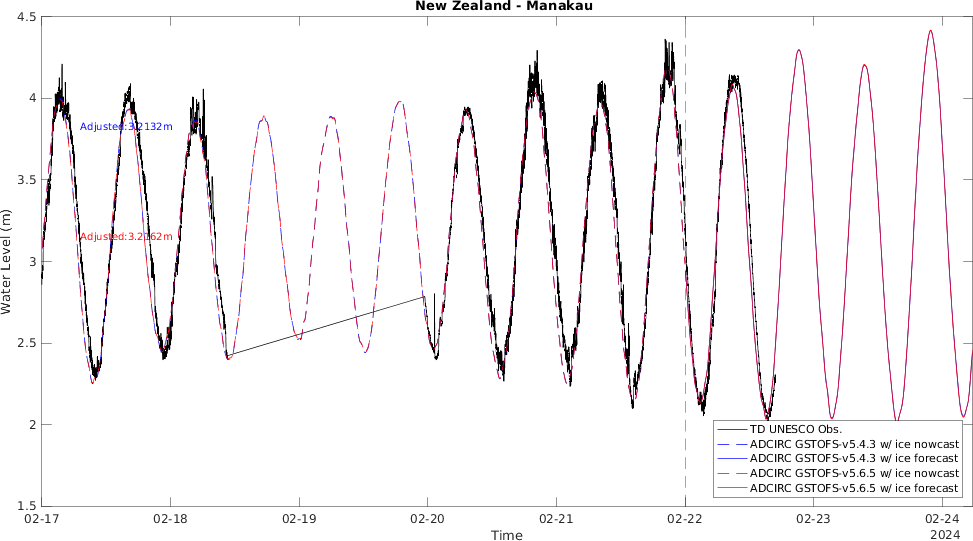 New Zealand - Manakau
4.5
4
3.5
3
2.5
2
1.5
Water Level (m)
Adjusted:3.2132m
Adjusted:3.2162m
TD UNESCO Obs.
ADCIRC GSTOFS-v5.4.3 w/ ice nowcast
ADCIRC GSTOFS-v5.4.3 w/ ice forecast
ADCIRC GSTOFS-v5.6.5 w/ ice nowcast
ADCIRC GSTOFS-v5.6.5 w/ ice forecast
02-17 02-18 02-19 02-20 02-21 02-22 02-23 02-24
Time
2024